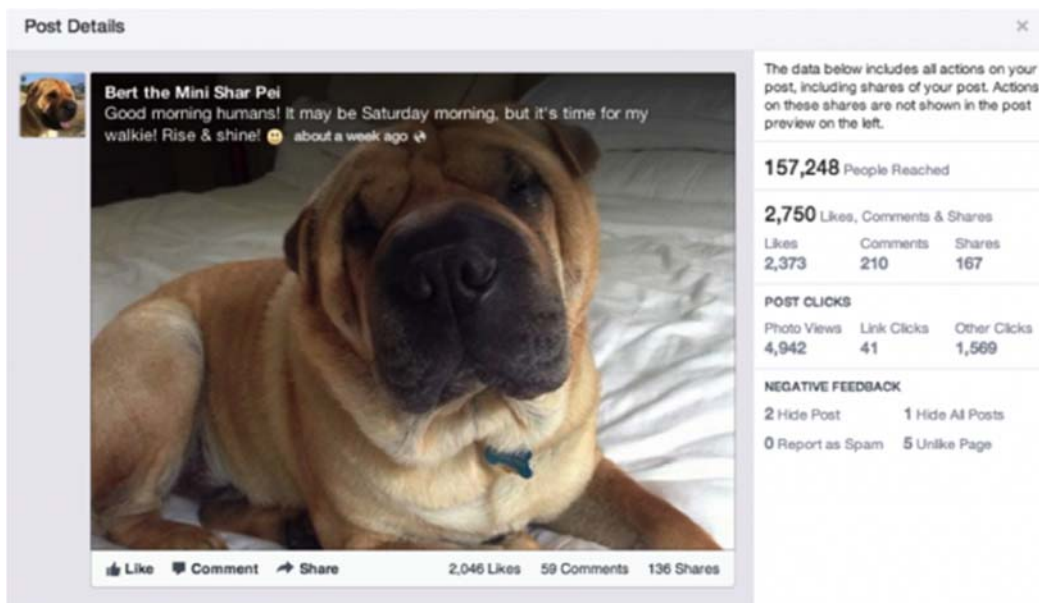 Post Details
Bert the Mini Shar Pei
Good morning humans! It may be Saturday morning, but it's time for my
walkie! Rise & shine! about a week ago
Like Comment Share 2,046 Likes 59 Comments 136 Shares
The data below includes all actions on your
post, including shares of your post. Actions
on these shares are not shown in the post
preview on the left.
157,248 People Reached
2,750 Likes, Comments & Shares
Likes Comments Shares
2,373 210 167
POST CLICKS
Photo Views Link Clicks Other Clicks
4,942 41 1,569
NEGATIVE FEEDBACK
2 Hide Post 1 Hide All Posts
0 Report as Spam 5 Unlike Page